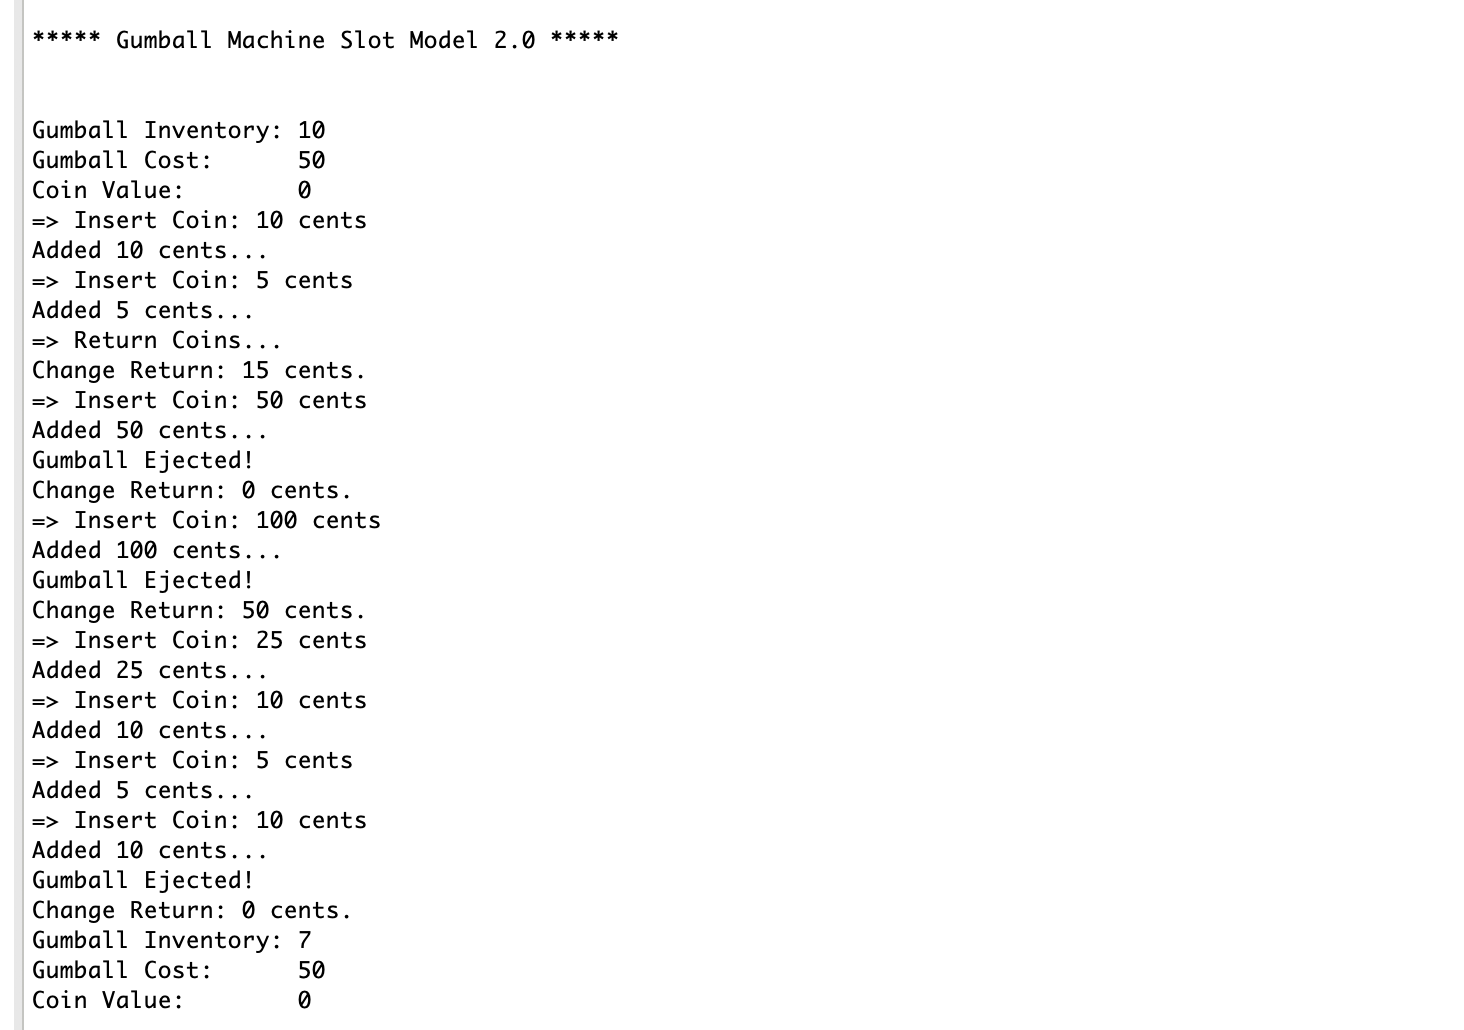 ***** Gumball Machine Slot Model 2.0 *****
Gumball Inventory: 10
Gumball Cost:      50
Coin Value:        0
=> Insert Coin: 10 cents
Added 10 cents...
=> Insert Coin: 5 cents
Added 5 cents...
=> Return Coins...
Change Return: 15 cents.
=> Insert Coin: 50 cents
Added 50 cents...
Gumball Ejected!
Change Return: 0 cents.
=> Insert Coin: 100 cents
Added 100 cents...
Gumball Ejected!
Change Return: 50 cents.
=> Insert Coin: 25 cents
Added 25 cents...
=> Insert Coin: 10 cents
Added 10 cents...
=> Insert Coin: 5 cents
Added 5 cents...
=> Insert Coin: 10 cents
Added 10 cents...
Gumball Ejected!
Change Return: 0 cents.
Gumball Inventory: 7
Gumball Cost:      50
Coin Value:        0